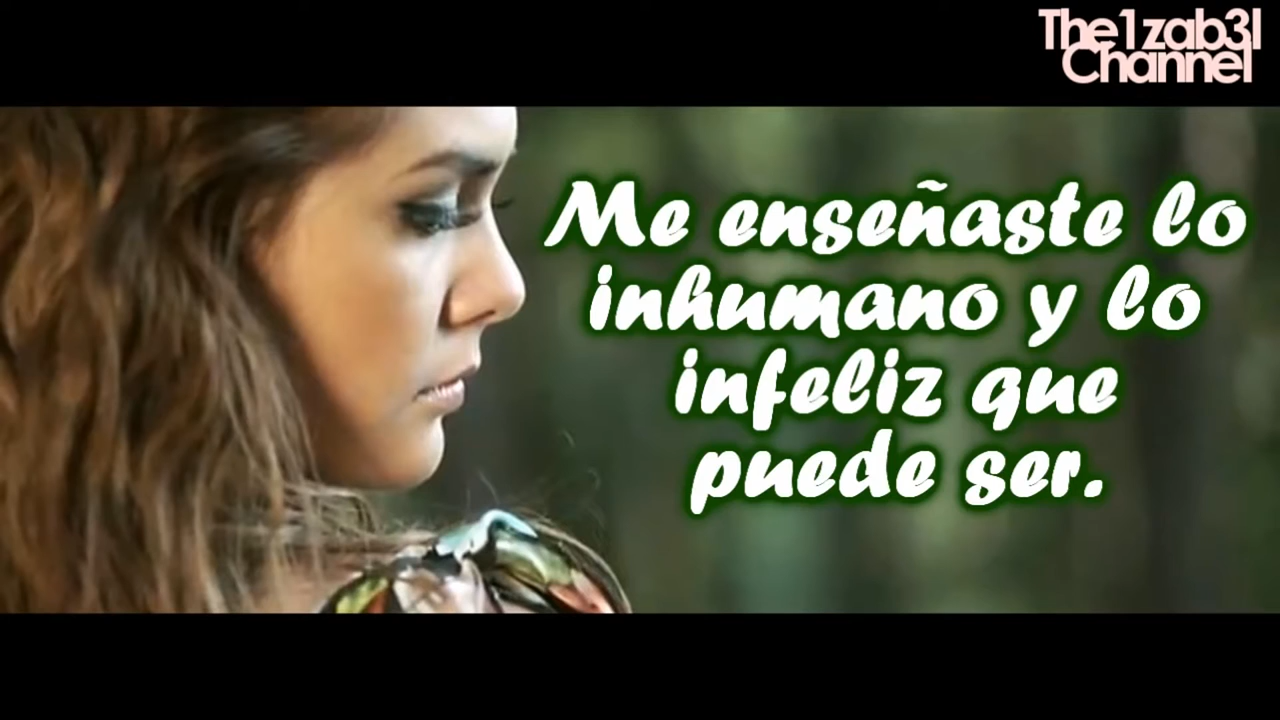 The1zab3l
Channel
Me enseñaste lo
inhumano y lo
infeliz que
puede ser.